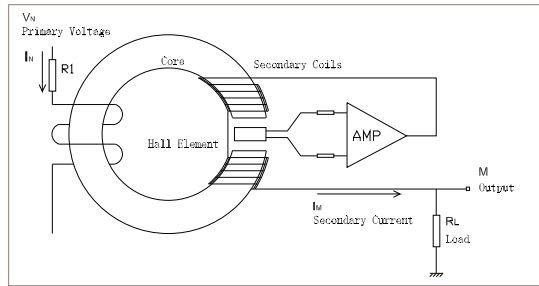 VN
Primary Voltage
IN
R1
Core
Secondary Coils
Hall Element
AMP
M
Output
IM
Secondary Current
RL
Load